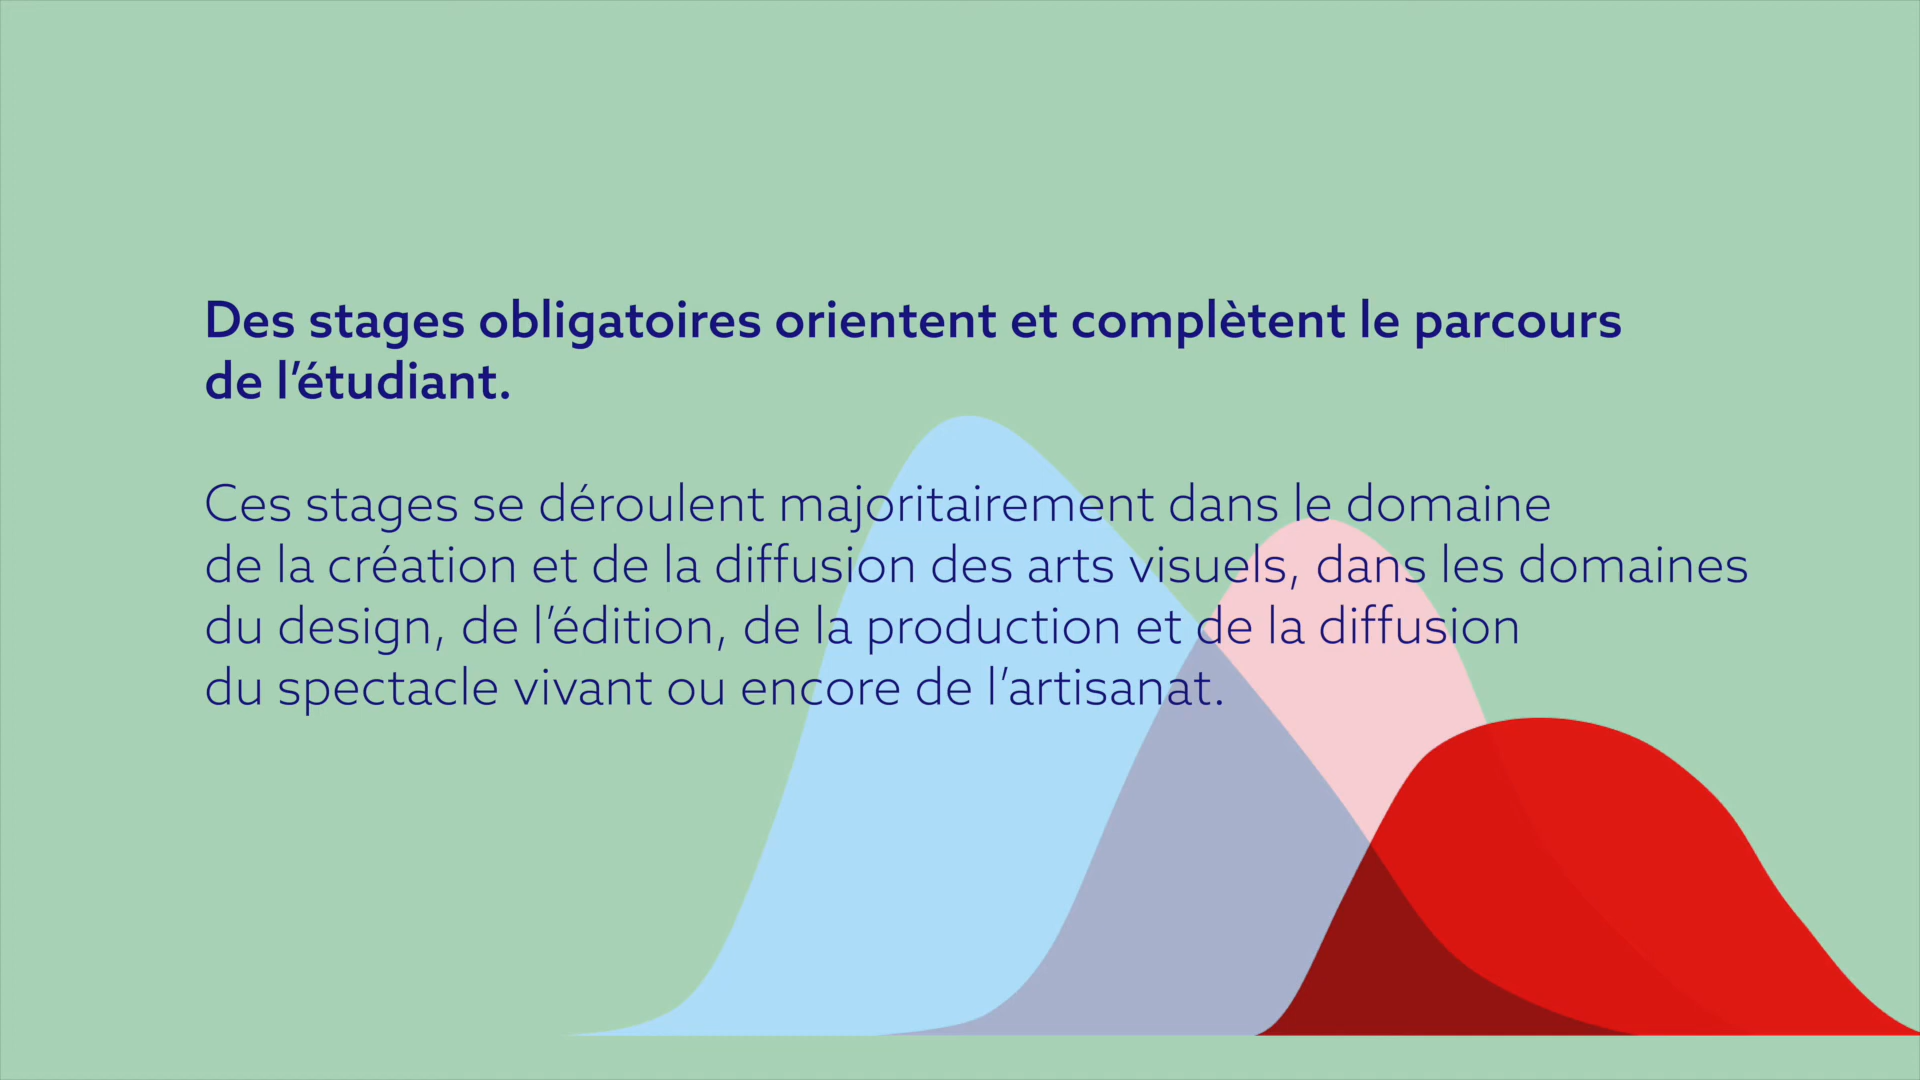 Des stages obligatoires orientent et complètent le parcours
de l’étudiant.
Ces stages se déroulent majoritairement dans le domaine
de la création et de la diffusion des arts visuels, dans les domaines
du design, de l’édition, de la production et de la diffusion
du spectacle vivant ou encore de l’artisanat.